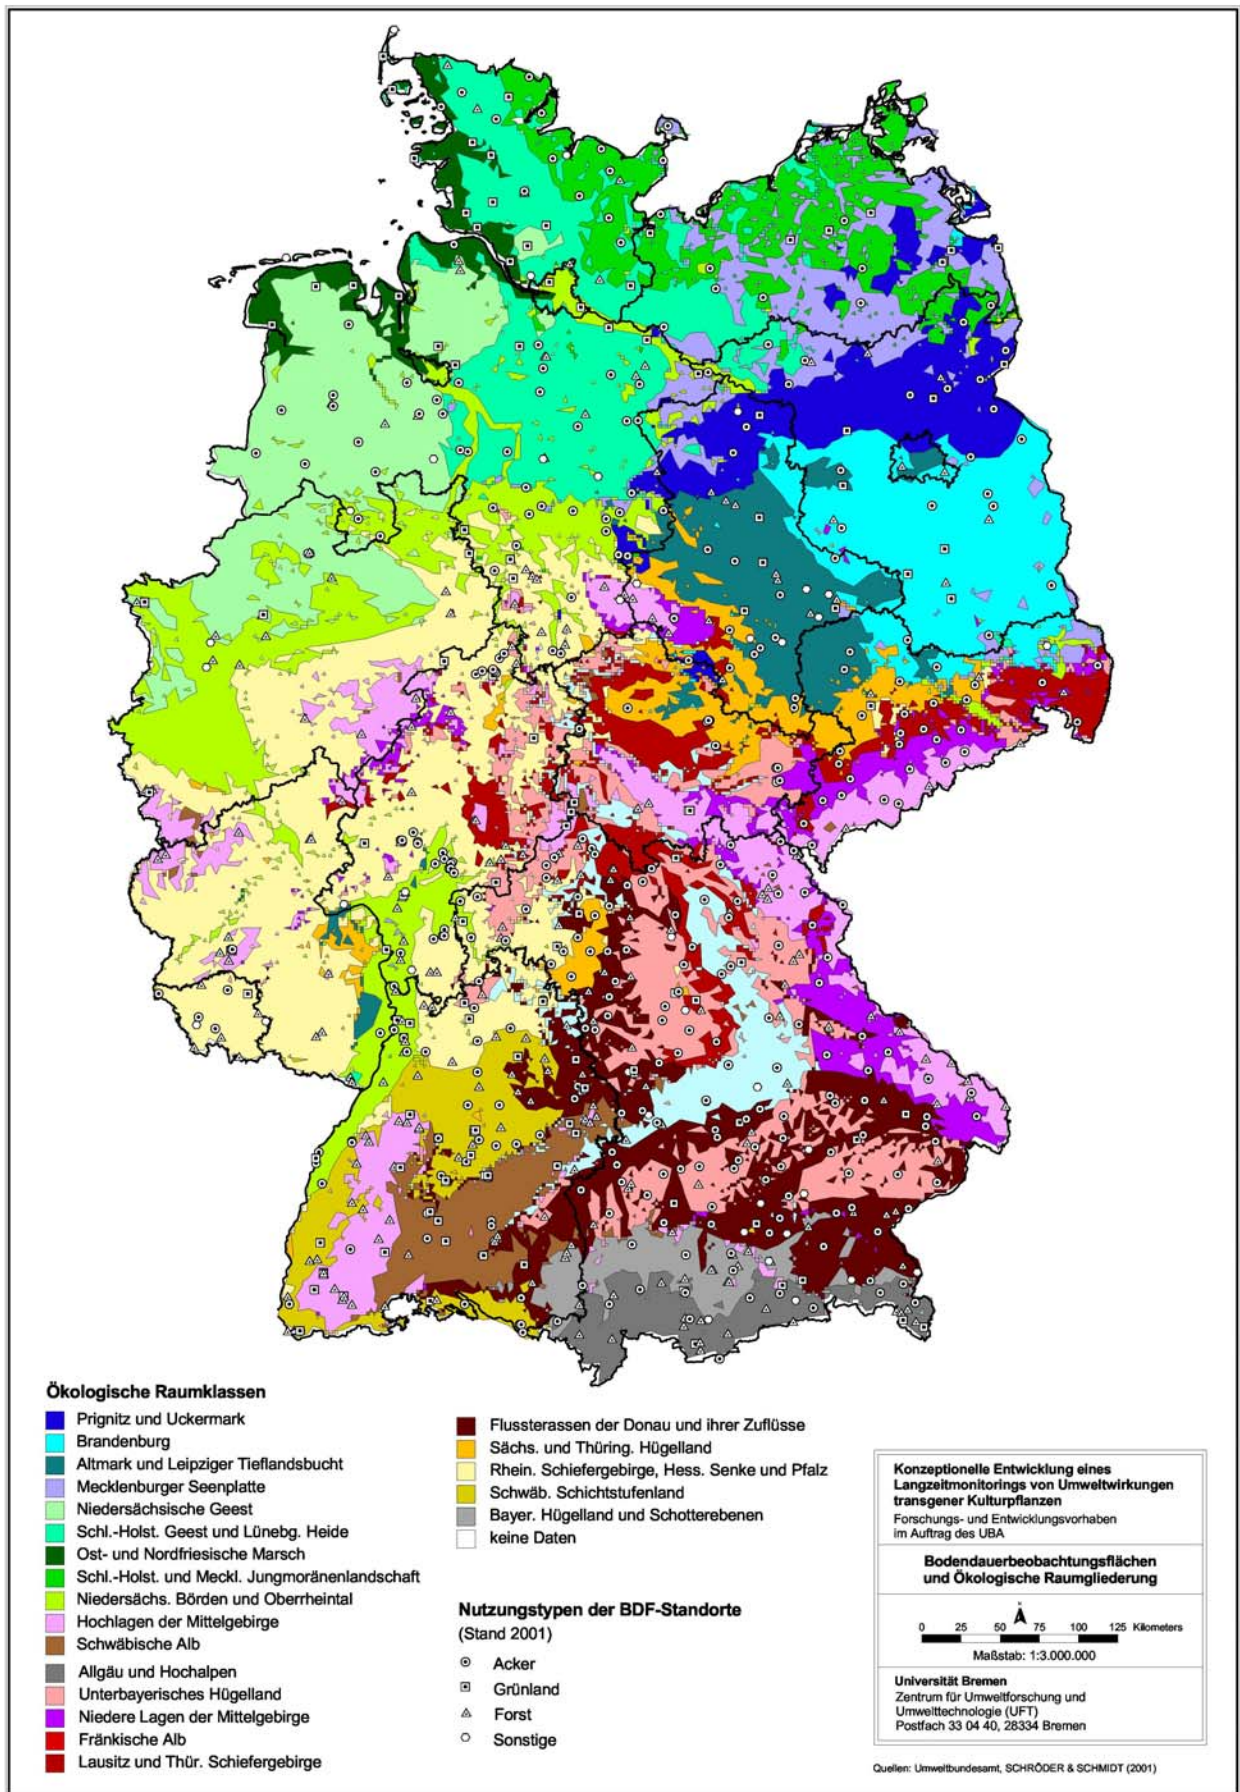 Ökologische Raumklassen
Prignitz und Uckermark
Brandenburg
Altmark und Leipziger Tieflandsbucht
Mecklenburger Seenplatte
Niedersächsische Geest
Schl.-Holst. Geest und Lünebg. Heide
Ost- und Nordfriesische Marsch
Schl.-Holst. und Meckl. Jungmoränenlandschaft
Niedersächs. Börden und Oberrheintal
Hochlagen der Mittelgebirge
Schwäbische Alb
Allgäu und Hochalpen
Unterbayerisches Hügelland
Niedere Lagen der Mittelgebirge
Fränkische Alb
Lausitz und Thür. Schiefergebirge
Flussterassen der Donau und ihrer Zuflüsse
Sächs. und Thüring. Hügelland
Rhein. Schiefergebirge, Hess. Senke und Pfalz
Schwäb. Schichtstufenland
Bayer. Hügelland und Schotterebenen
keine Daten
Nutzungstypen der BDF-Standorte
(Stand 2001)
Acker
Grünland
Forst
Sonstige
Konzeptionelle Entwicklung eines
Langzeitmonitorings von Umweltwirkungen
transgener Kulturpflanzen
Forschungs- und Entwicklungsvorhaben
im Auftrag des UBA
Bodendauerbeobachtungsflächen
und Ökologische Raumgliederung
N
0 25 50 75 100 125 Kilometers
Maßstab: 1:3.000.000
Universität Bremen
Zentrum für Umweltforschung und
Umwelttechnologie (UFT)
Postfach 33 04 40, 28334 Bremen
Quellen: Umweltbundesamt, SCHRÖDER & SCHMIDT (2001)